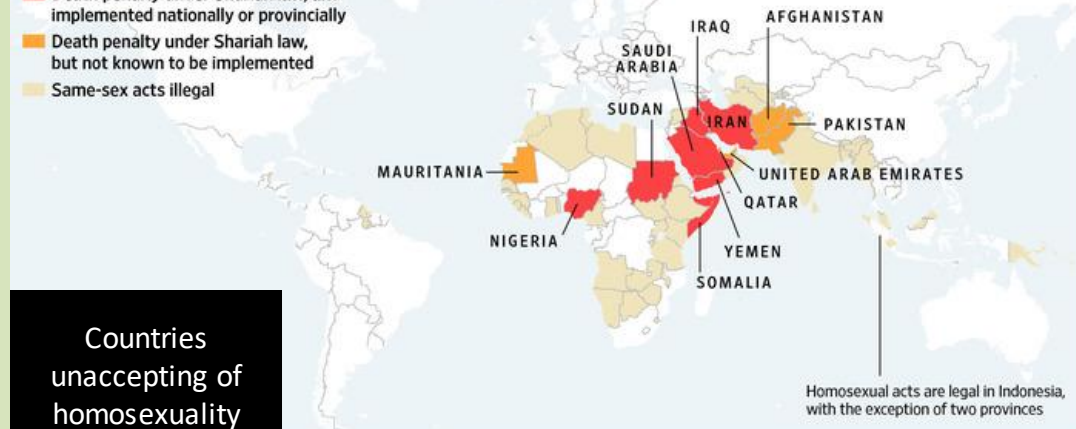 implemented nationally or provincially
Death penalty under Shariah law,
but not known to be implemented
Same-sex acts illegal
AFGHANISTAN
IRAQ
SAUDI
ARABIA
SUDAN
IRAN
PAKISTAN
MAURITANIA
UNITED ARAB EMIRATES
QATAR
NIGERIA
YEMEN
SOMALIA
Countries
unaccepting of
homosexuality
Homosexual acts are legal in Indonesia,
with the exception of two provinces